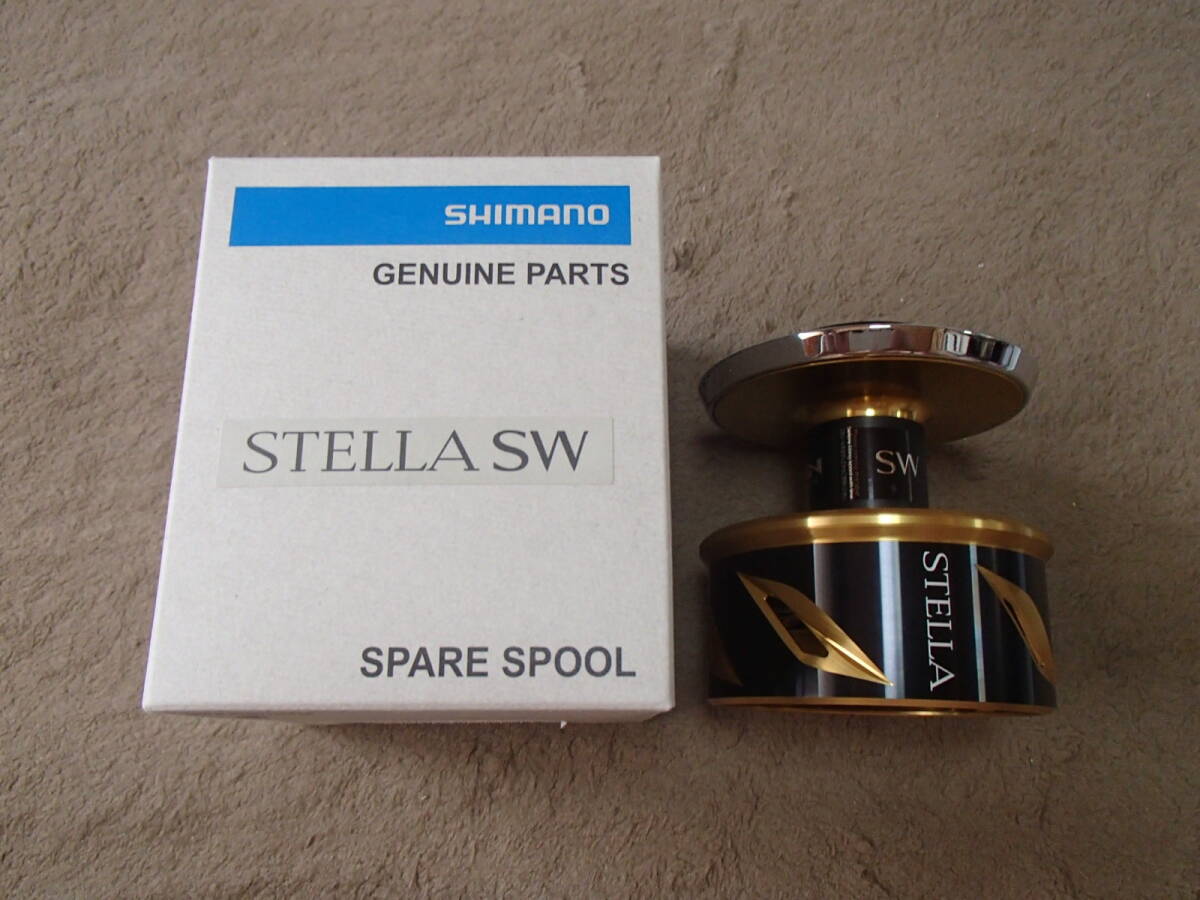 SHIMANO
GENUINE PARTS
STELLA SW
SPARE SPOOL
SW
STELLA